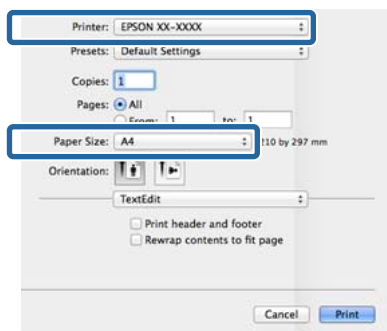 Printer: EPSON XX-XXXX
Presets: Default Settings
Copies: 1
Pages: All
From: 1 to: 1
Paper Size: A4 210 by 297 mm
Orientation:
TextEdit
Print header and footer
Rewrap contents to fit page
Cancel Print